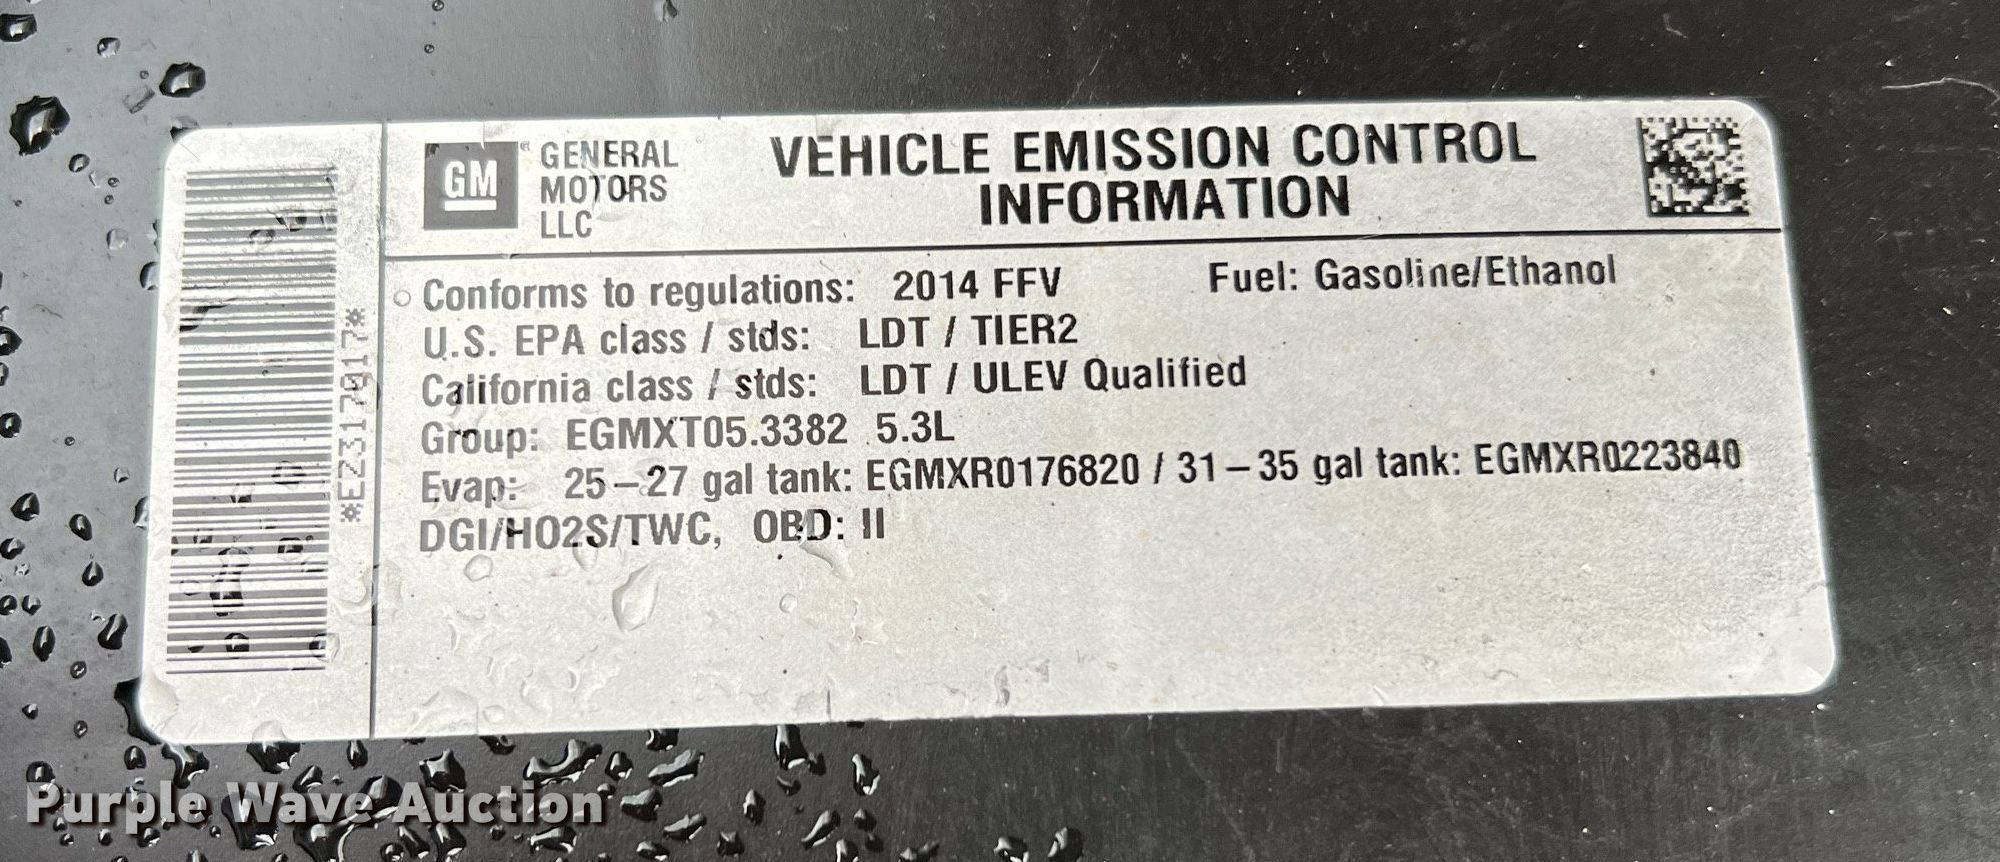 GM
GENERAL
MOTORS
LLC
VEHICLE EMISSION CONTROL
INFORMATION
Conforms to regulations: 2014 FFV Fuel: Gasoline/Ethanol
U.S. EPA class / stds: LDT / TIER2
California class / stds: LDT / ULEV Qualified
Group: EGMXT05.3382 5.3L
Evap: 25–27 gal tank: EGMXR0176820 / 31–35 gal tank: EGMXR0223840
DGI/HO2S/TWC, OBD: II
*EZ317917*
Purple Wave Auction